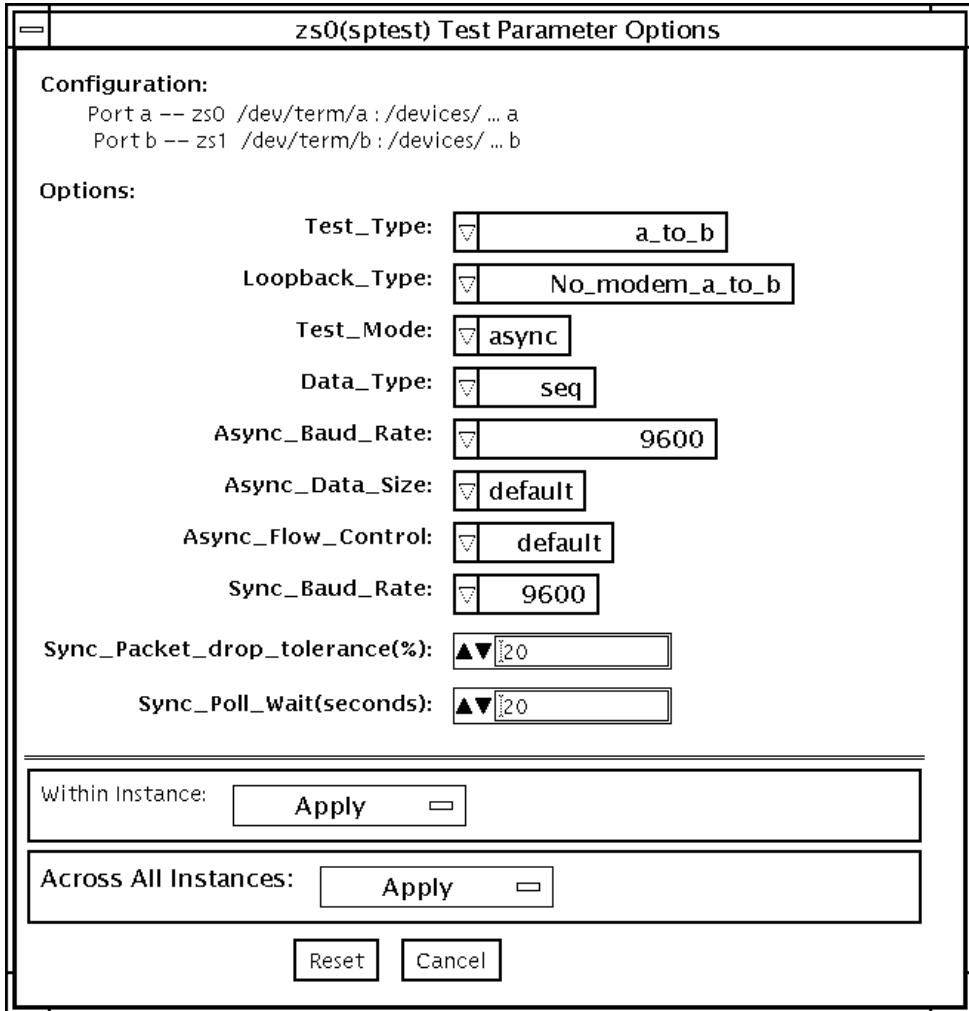 zs0(sptest) Test Parameter Options
Configuration:
Port a -- zs0 /dev/term/a : /devices/ ... a
Port b -- zs1 /dev/term/b : /devices/ ... b
Options:
Test_Type: a_to_b
Loopback_Type: No_modem_a_to_b
Test_Mode: async
Data_Type: seq
Async_Baud_Rate: 9600
Async_Data_Size: default
Async_Flow_Control: default
Sync_Baud_Rate: 9600
Sync_Packet_drop_tolerance(%): 20
Sync_Poll_Wait(seconds): 20
Within Instance: Apply
Across All Instances: Apply
Reset Cancel